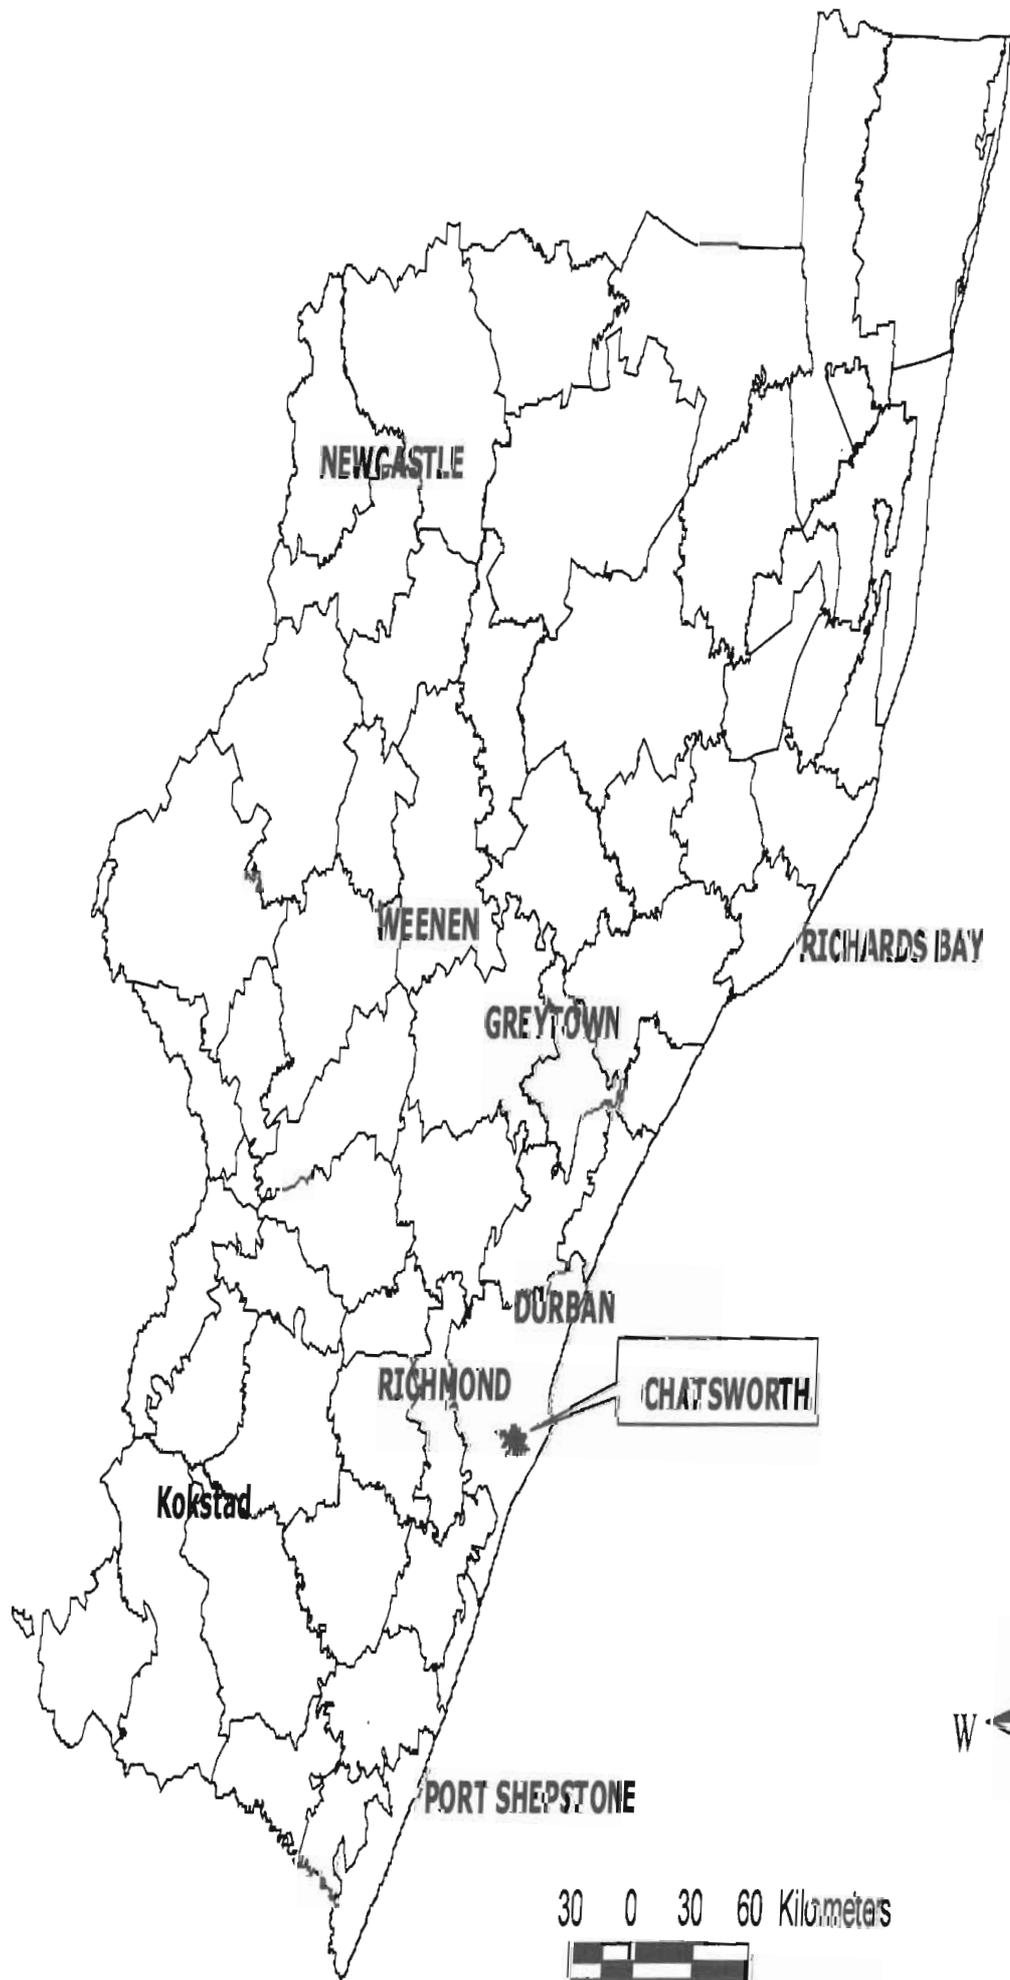 NEWCASTLE
WEENEN
RICHARDS BAY
GREYTOWN
DURBAN
RICHMOND
CHATSWORTH
Kokstad
W
PORT SHEPSTONE
30 0 30 60 Kilometers